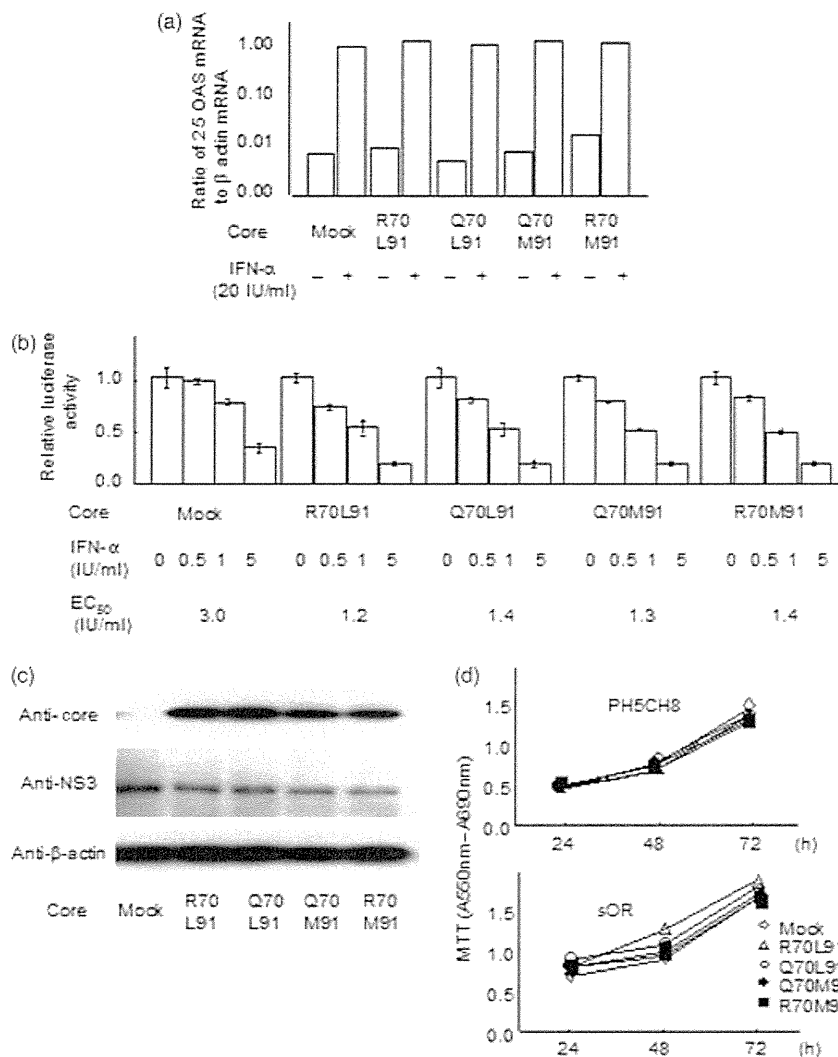 (a)
Ratio of 25 OAS mRNA
to β actin mRNA
1.00
0.10
0.01
0.00
Core Mock R70 Q70 Q70 R70
L91 L91 M91 M91
IFN-α
(20 IU/ml) – + – + – + – + – +
(b)
Relative luciferase
activity
1.0
0.5
0.0
Core Mock R70L91 Q70L91 Q70M91 R70M91
IFN-α
(IU/ml) 0 0.5 1 5 0 0.5 1 5 0 0.5 1 5 0 0.5 1 5 0 0.5 1 5
EC50
(IU/ml) 3.0 1.2 1.4 1.3 1.4
(c)
Anti-core
Anti-NS3
Anti-β-actin
Core Mock R70 Q70 Q70 R70
L91 L91 M91 M91
(d)
MTT (A550nm–A690nm)
PH5CH8
1.5
1.0
0.5
0.0
24 48 72 (h)
sOR
1.5
1.0
0.5
24 48 72 (h)
Mock
R70L91
Q70L91
Q70M9
R70M9